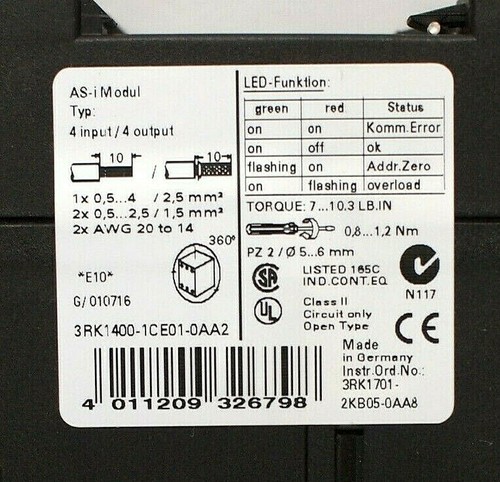 AS-i Modul
Typ:
4 input/4 output
10 / 10
1x 0,5...4 / 2,5 mm²
2x 0,5...2,5 / 1,5 mm²
2x AWG 20 to 14
360°
*E10*
G/010716
3RK1400-1CE01-0AA2
4 011209 326798
LED-Funktion:
green red Status
on on Komm.Error
on off ok
flashing on Addr.Zero
on flashing overload
TORQUE: 7...10.3 LB.IN
0,8...1,2 Nm
PZ 2/Ø 5...6 mm
SA LISTED 165C
IND.CONT.EQ
N117
UL Class II
Circuit only
Open Type
CE
Made
in Germany
Instr.Ord.No.:
3RK1701-
2KB05-0AA8